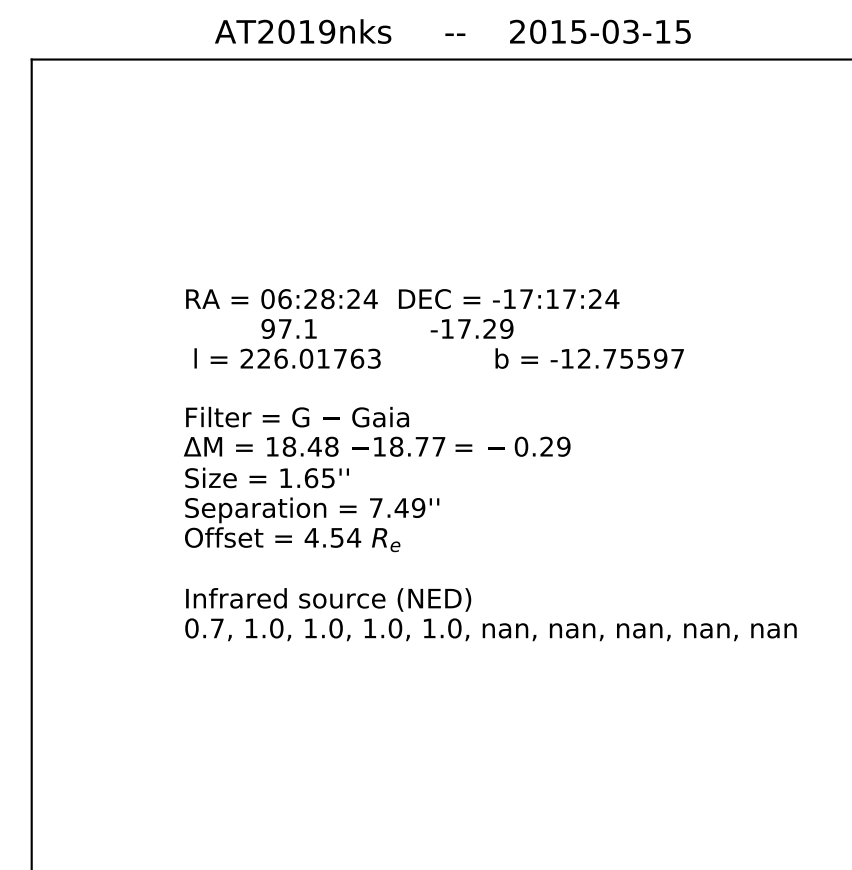 AT2019nks -- 2015-03-15
RA = 06:28:24 DEC = -17:17:24
97.1 -17.29
l = 226.01763 b = -12.75597
Filter = G − Gaia
ΔM = 18.48 −18.77 = − 0.29
Size = 1.65''
Separation = 7.49''
Offset = 4.54 Re
Infrared source (NED)
0.7, 1.0, 1.0, 1.0, 1.0, nan, nan, nan, nan, nan